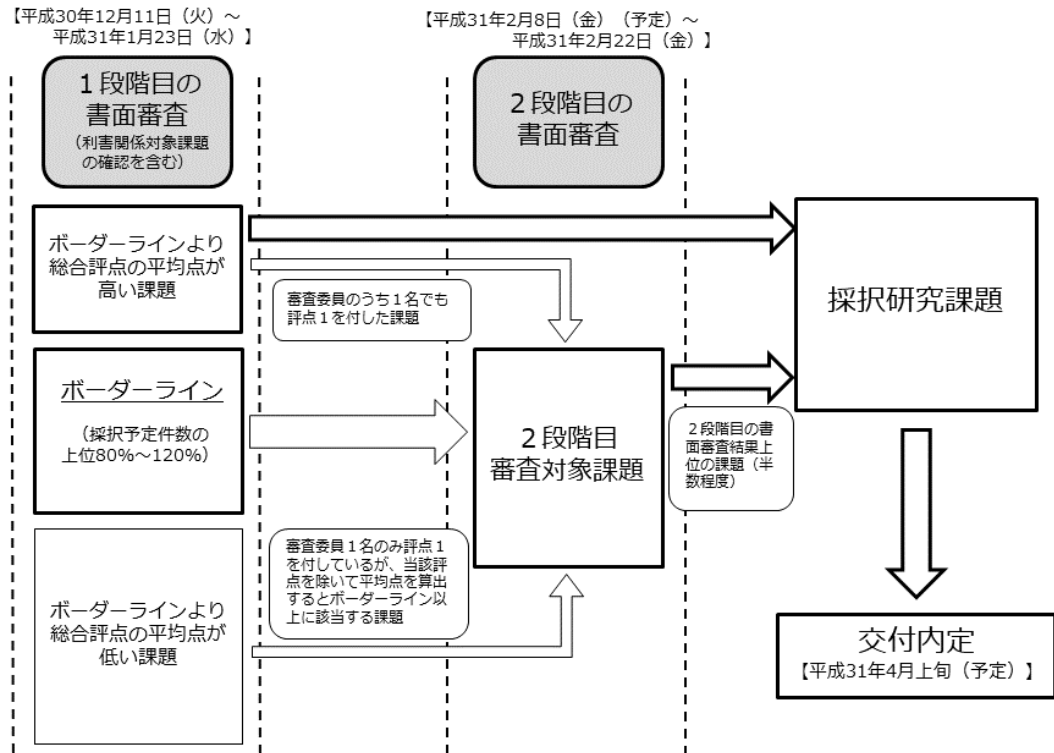 【平成30年12月11日（火）～
平成31年1月23日（水）】
【平成31年2月8日（金）（予定）～
平成31年2月22日（金）】
１段階目の
書面審査
（利害関係対象課題
の確認を含む）
２段階目の
書面審査
ボーダーラインより
総合評点の平均点が
高い課題
審査委員のうち１名でも
評点１を付した課題
採択研究課題
ボーダーライン
（採択予定件数の
上位80%～120%）
２段階目
審査対象課題
２段階目の書
面審査結果上
位の課題（半
数程度）
審査委員１名のみ評点１
を付しているが、当該評
点を除いて平均点を算出
するとボーダーライン以
上に該当する課題
ボーダーラインより
総合評点の平均点が
低い課題
交付内定
【平成31年4月上旬（予定）】